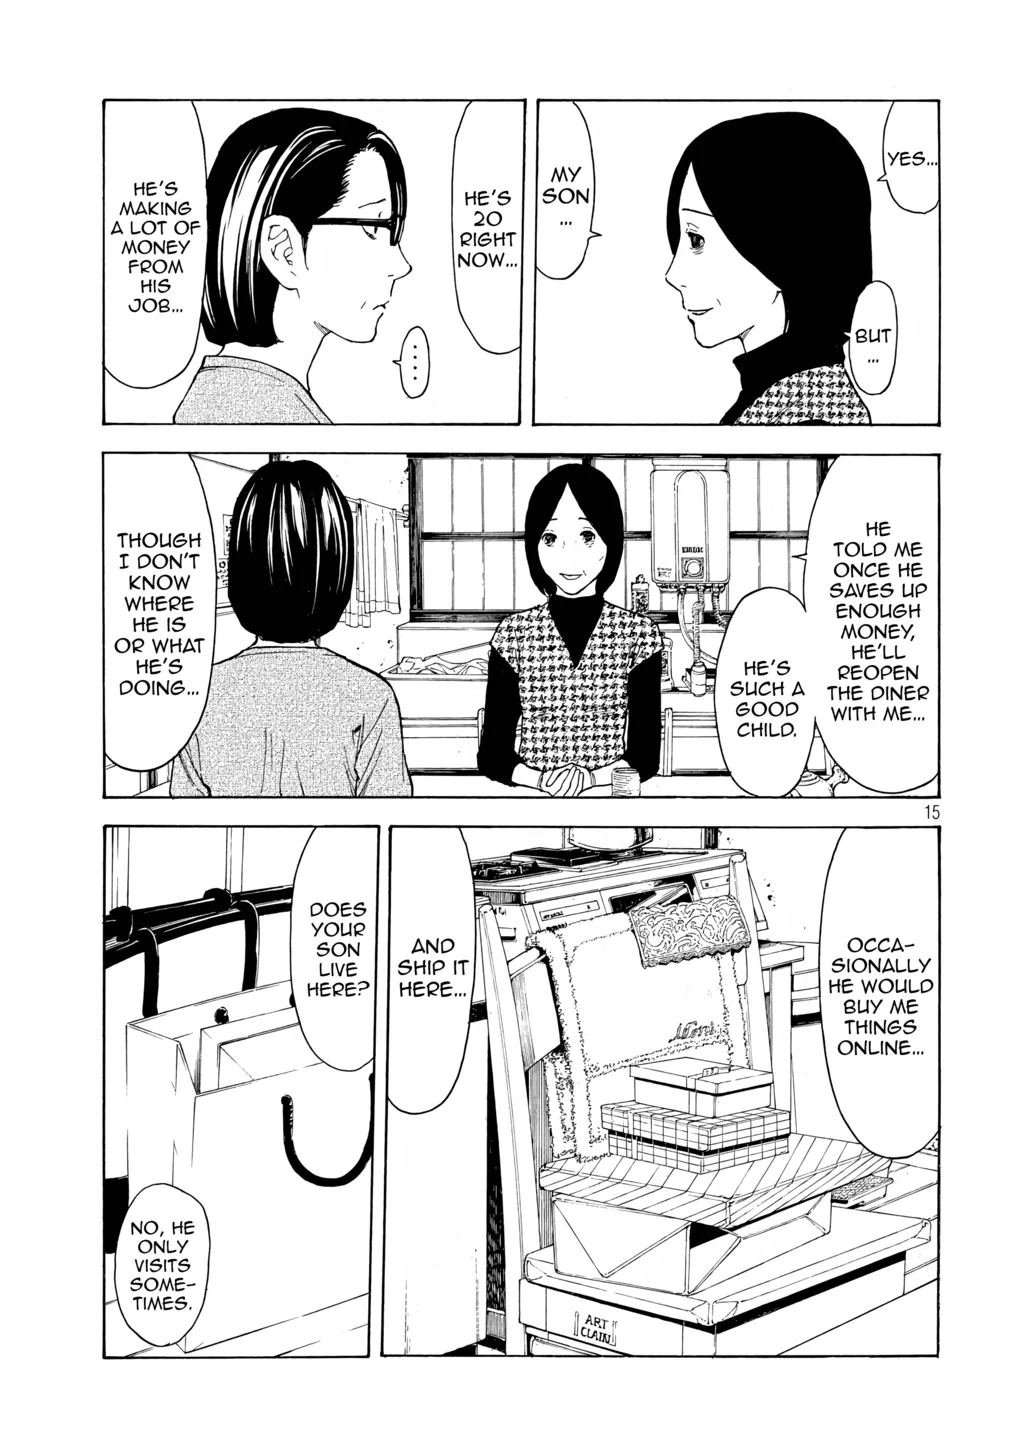 YES...
BUT
...
MY
SON
...
HE'S
20
RIGHT
NOW...
....
HE'S
MAKING
A LOT OF
MONEY
FROM
HIS
JOB...
HE
TOLD ME
ONCE HE
SAVES UP
ENOUGH
MONEY,
HE'LL
REOPEN
THE DINER
WITH ME...
HE'S
SUCH A
GOOD
CHILD.
THOUGH
I DON'T
KNOW
WHERE
HE IS
OR WHAT
HE'S
DOING...
15
OCCA-
SIONALLY
HE WOULD
BUY ME
THINGS
ONLINE...
AND
SHIP IT
HERE...
ART
CLAIN
DOES
YOUR
SON
LIVE
HERE?
NO, HE
ONLY
VISITS
SOME-
TIMES.